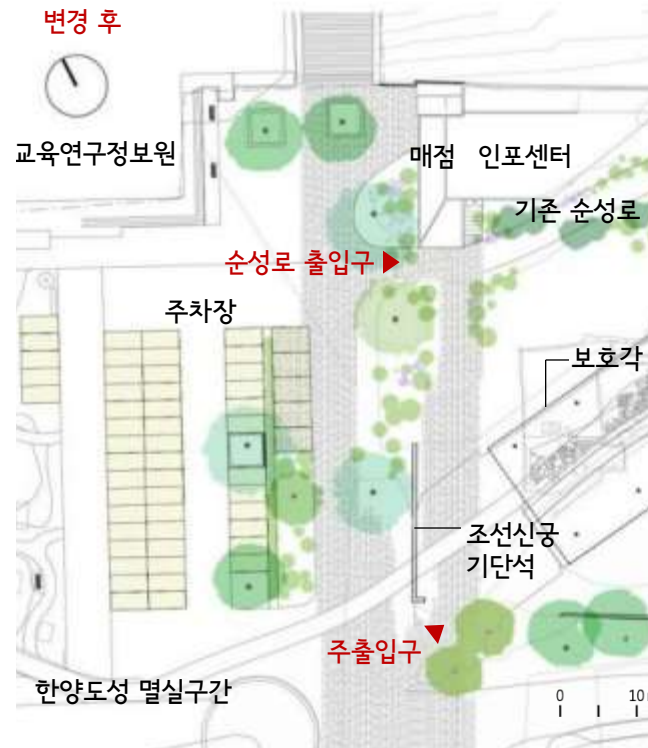 변경 후
교육연구정보원
매점 인포센터
기존 순성로
순성로 출입구
주차장
보호각
조선신궁
기단석
주출입구
한양도성 멸실구간
0 10